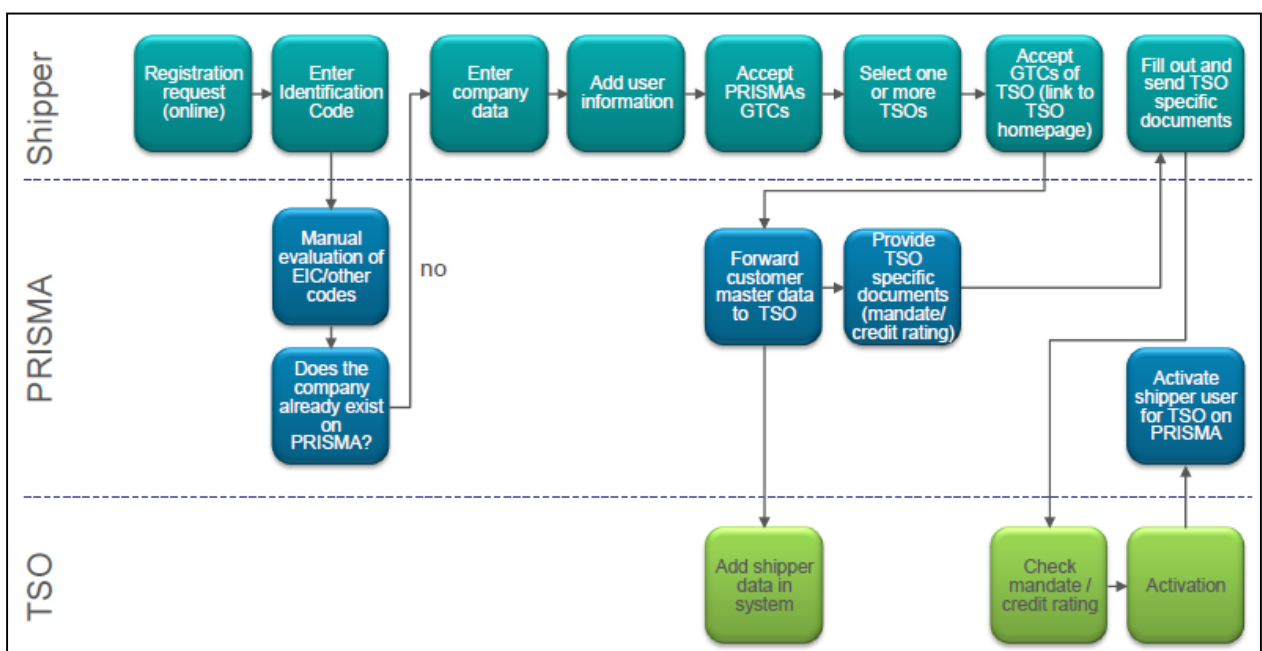 Shipper
Registration
request
(online)
Enter
Identification
Code
Enter
company
data
Add user
information
Accept
PRISMAs
GTCs
Select one
or more
TSOs
Accept
GTCs of
TSO (link to
TSO
homepage)
Fill out and
send TSO
specific
documents
PRISMA
Manual
evaluation of
EIC/other
codes
no
Forward
customer
master data
to TSO
Provide
TSO
specific
documents
(mandate/
credit rating)
Does the
company
already exist
on
PRISMA?
Activate
shipper user
for TSO on
PRISMA
TSO
Add shipper
data in
system
Check
mandate /
credit rating
Activation